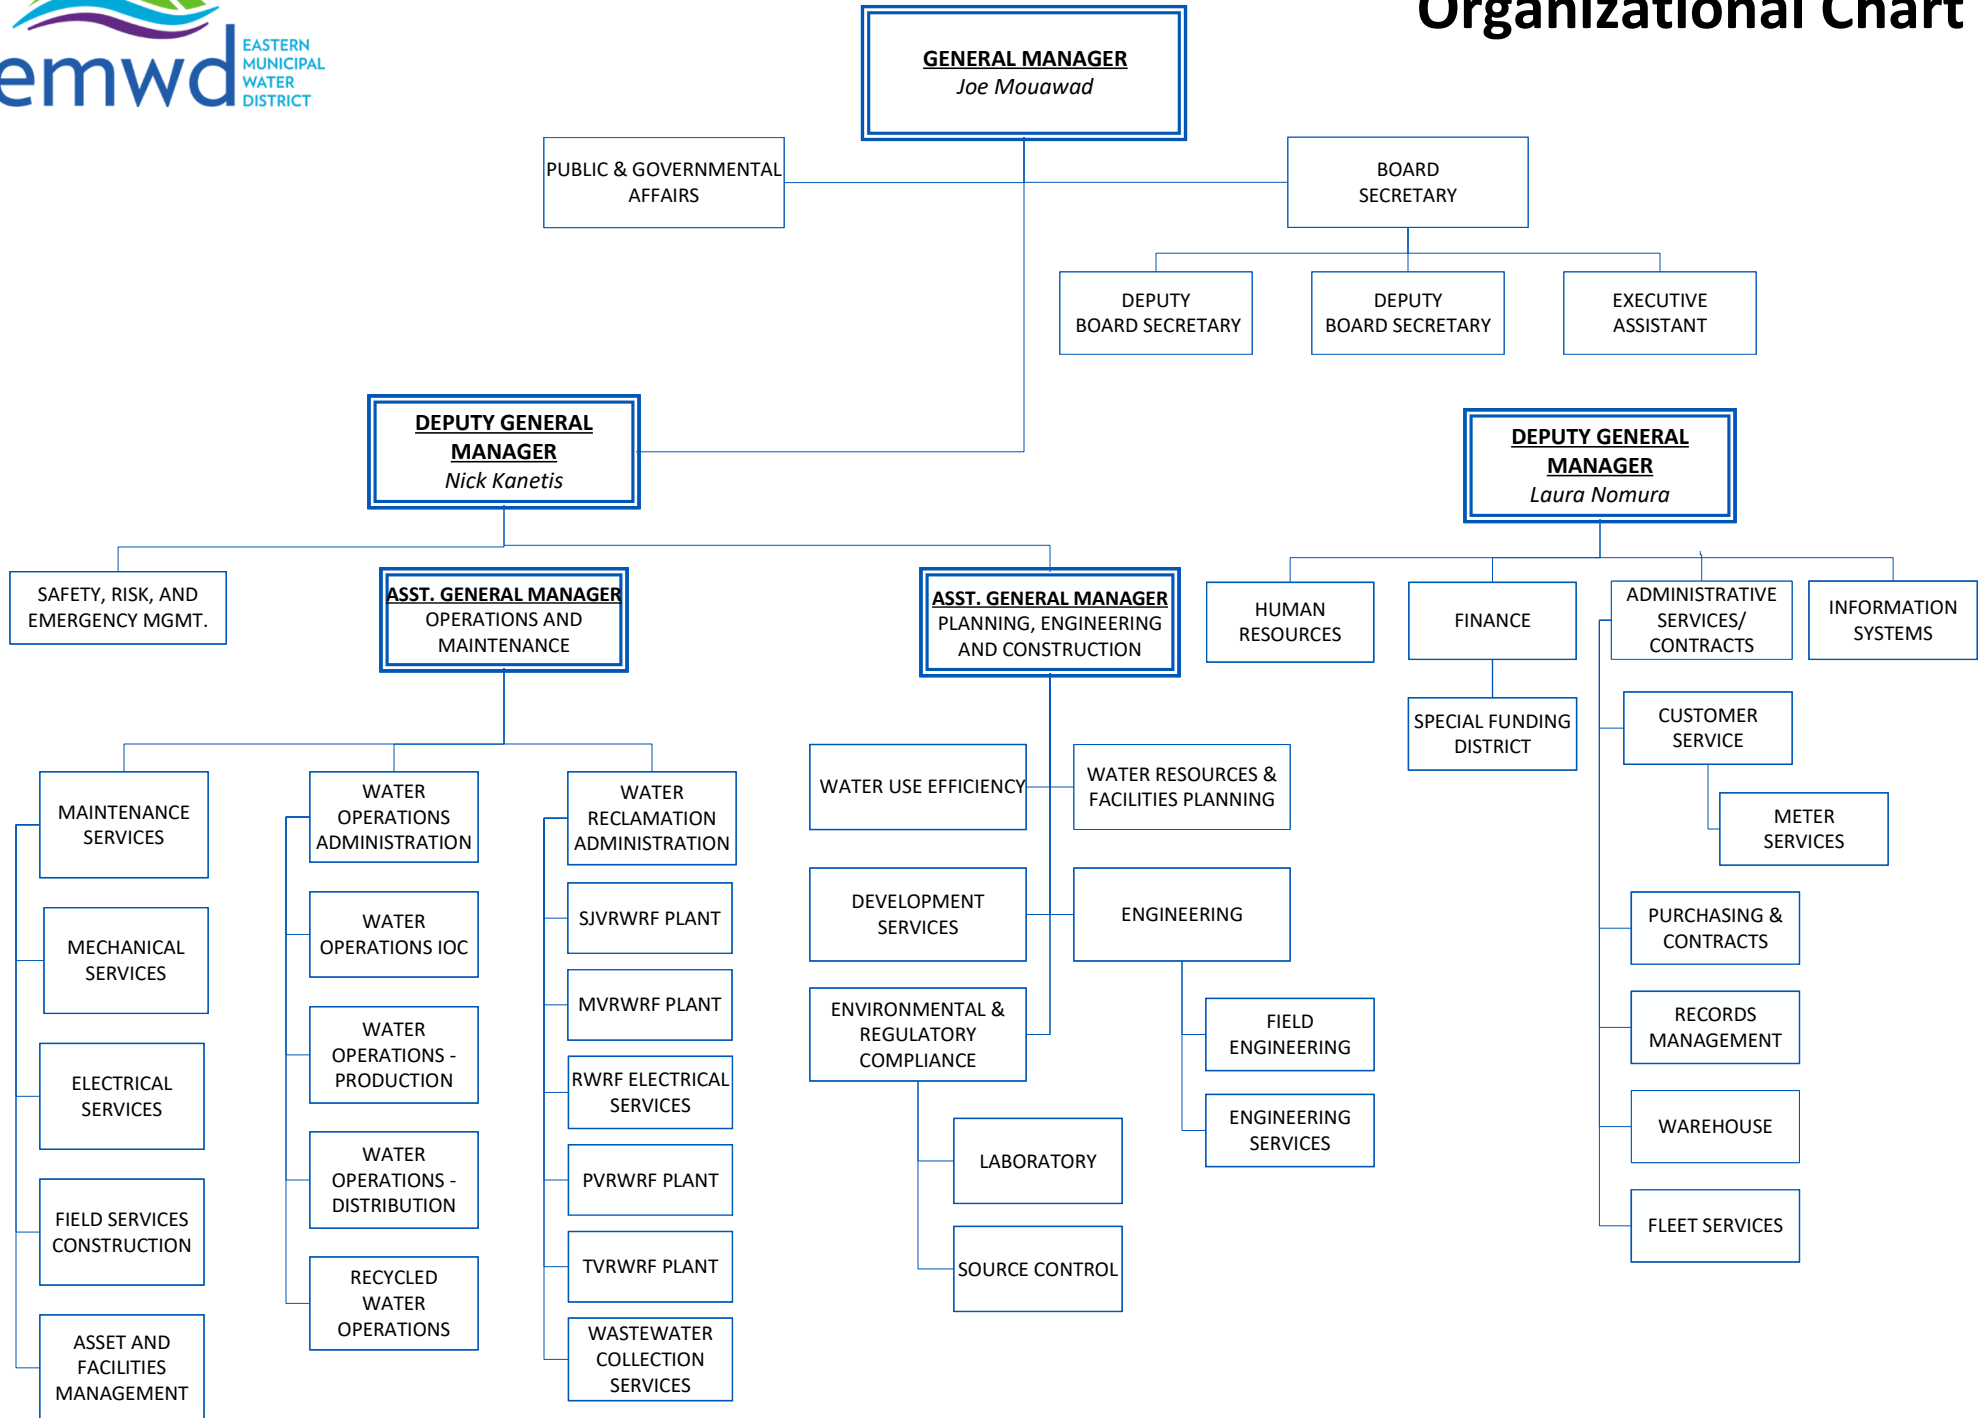 Organizational Chart
emwd
EASTERN
MUNICIPAL
WATER
DISTRICT
GENERAL MANAGER
Joe Mouawad
PUBLIC & GOVERNMENTAL
AFFAIRS
BOARD
SECRETARY
DEPUTY
BOARD SECRETARY
DEPUTY
BOARD SECRETARY
EXECUTIVE
ASSISTANT
DEPUTY GENERAL
MANAGER
Nick Kanetis
DEPUTY GENERAL
MANAGER
Laura Nomura
SAFETY, RISK, AND
EMERGENCY MGMT.
ASST. GENERAL MANAGER
OPERATIONS AND
MAINTENANCE
ASST. GENERAL MANAGER
PLANNING, ENGINEERING
AND CONSTRUCTION
HUMAN
RESOURCES
FINANCE
ADMINISTRATIVE
SERVICES/
CONTRACTS
INFORMATION
SYSTEMS
SPECIAL FUNDING
DISTRICT
CUSTOMER
SERVICE
METER
SERVICES
PURCHASING &
CONTRACTS
RECORDS
MANAGEMENT
WAREHOUSE
FLEET SERVICES
MAINTENANCE
SERVICES
MECHANICAL
SERVICES
ELECTRICAL
SERVICES
FIELD SERVICES
CONSTRUCTION
ASSET AND
FACILITIES
MANAGEMENT
WATER
OPERATIONS
ADMINISTRATION
WATER
OPERATIONS IOC
WATER
OPERATIONS -
PRODUCTION
WATER
OPERATIONS -
DISTRIBUTION
RECYCLED
WATER
OPERATIONS
WATER
RECLAMATION
ADMINISTRATION
SJVRWRF PLANT
MVRWRF PLANT
RWRF ELECTRICAL
SERVICES
PVRWRF PLANT
TVRWRF PLANT
WASTEWATER
COLLECTION
SERVICES
WATER USE EFFICIENCY
WATER RESOURCES &
FACILITIES PLANNING
DEVELOPMENT
SERVICES
ENGINEERING
ENVIRONMENTAL &
REGULATORY
COMPLIANCE
FIELD
ENGINEERING
ENGINEERING
SERVICES
LABORATORY
SOURCE CONTROL